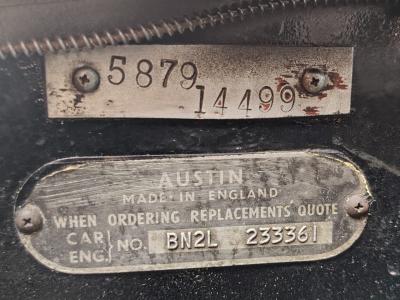 5879
14499
AUSTIN
MADE IN ENGLAND
WHEN ORDERING REPLACEMENTS QUOTE
CAR
ENG. NO. BN2L 233361